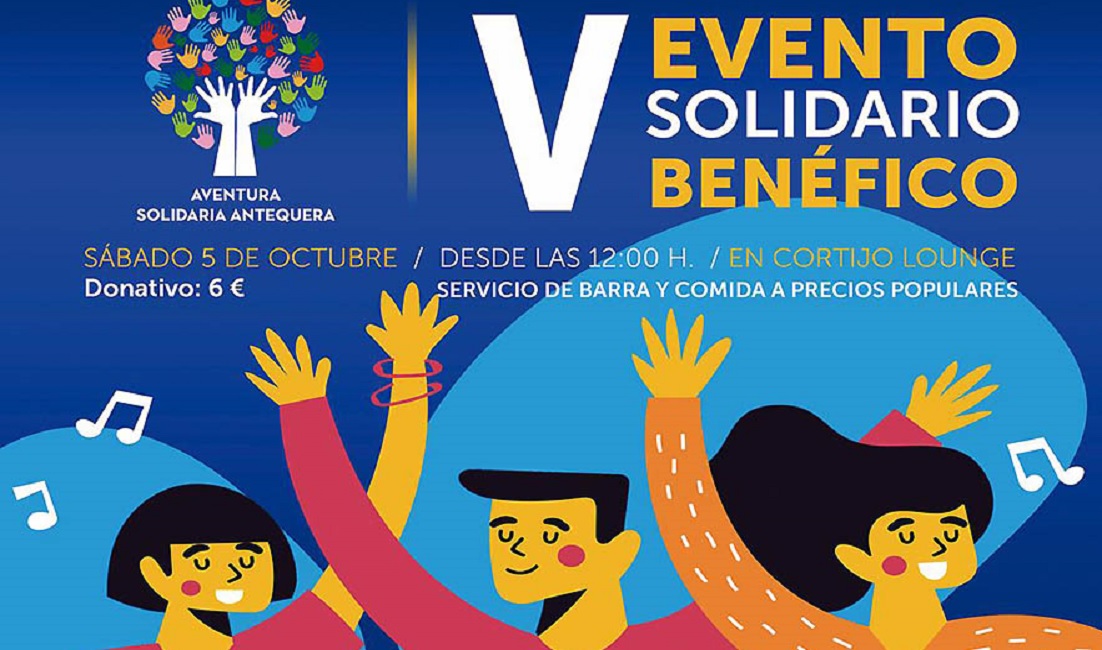 AVENTURA
SOLIDARIA ANTEQUERA
V
EVENTO
SOLIDARIO
BENÉFICO
SÁBADO 5 DE OCTUBRE / DESDE LAS 12:00 H. / EN CORTIJO LOUNGE
Donativo: 6 €
SERVICIO DE BARRA Y COMIDA A PRECIOS POPULARES